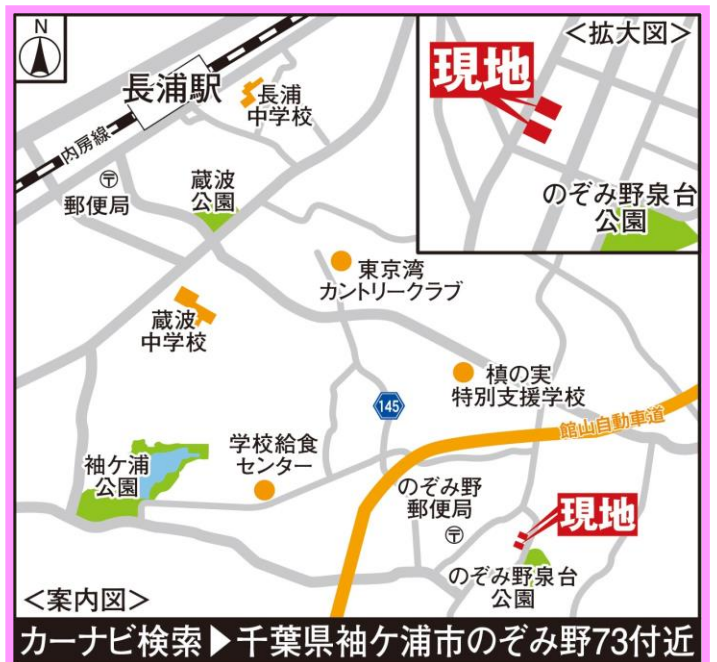 N
長浦駅
長浦
中学校
内房線
〒
郵便局
蔵波
公園
<拡大図>
現地
のぞみ野泉台
公園
東京湾
カントリークラブ
蔵波
中学校
槙の実
特別支援学校
145
館山自動車道
学校給食
センター
袖ケ浦
公園
のぞみ野
郵便局
〒
現地
のぞみ野泉台
公園
<案内図>
カーナビ検索▶千葉県袖ケ浦市のぞみ野73付近